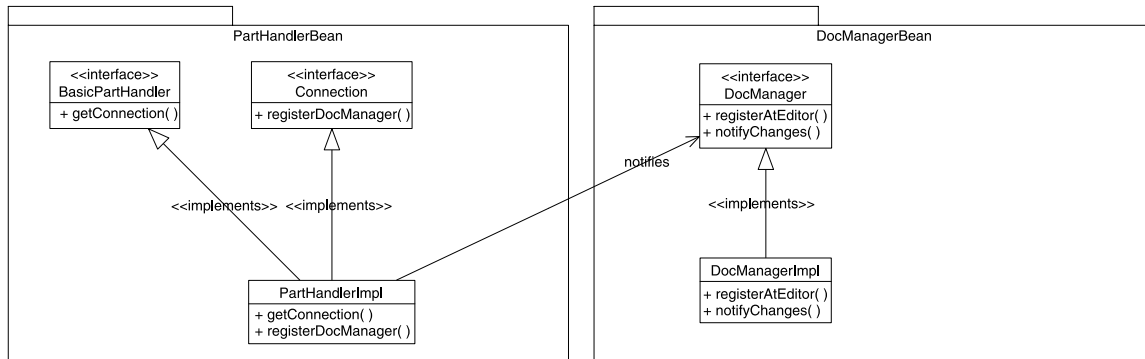 PartHandlerBean
<<interface>>
BasicPartHandler
+ getConnection( )
<<interface>>
Connection
+ registerDocManager( )
<<implements>>
<<implements>>
PartHandlerImpl
+ getConnection( )
+ registerDocManager( )
notifies
DocManagerBean
<<interface>>
DocManager
+ registerAtEditor( )
+ notifyChanges( )
<<implements>>
DocManagerImpl
+ registerAtEditor( )
+ notifyChanges( )